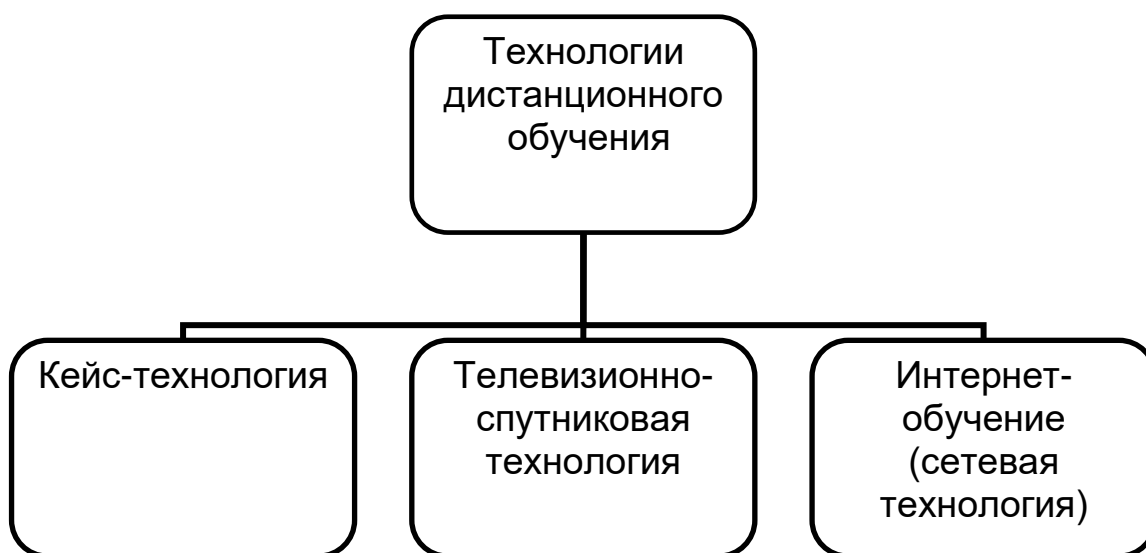 Технологии
дистанционного
обучения
Кейс-технология
Телевизионно-
спутниковая
технология
Интернет-
обучение
(сетевая
технология)